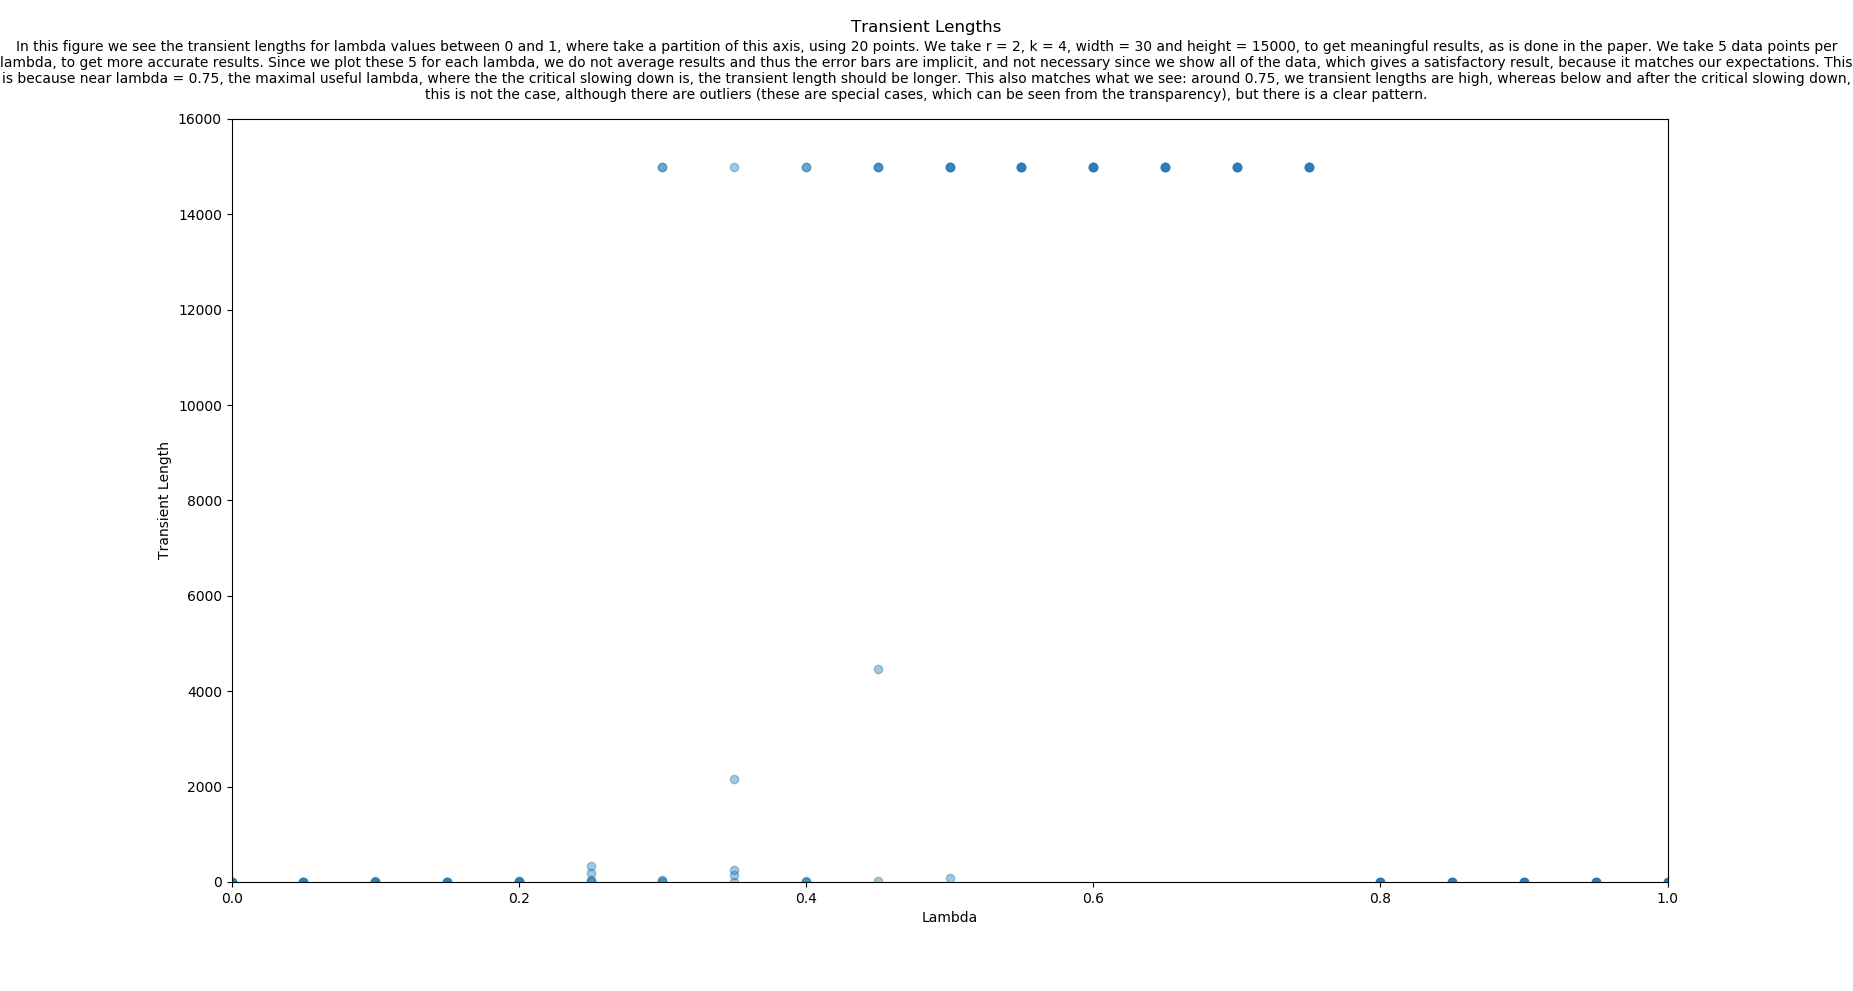 Transient Lengths
In this figure we see the transient lengths for lambda values between 0 and 1, where take a partition of this axis, using 20 points. We take r = 2, k = 4, width = 30 and height = 15000, to get meaningful results, as is done in the paper. We take 5 data points per
lambda, to get more accurate results. Since we plot these 5 for each lambda, we do not average results and thus the error bars are implicit, and not necessary since we show all of the data, which gives a satisfactory result, because it matches our expectations. This
is because near lambda = 0.75, the maximal useful lambda, where the the critical slowing down is, the transient length should be longer. This also matches what we see: around 0.75, we transient lengths are high, whereas below and after the critical slowing down,
this is not the case, although there are outliers (these are special cases, which can be seen from the transparency), but there is a clear pattern.
16000
14000
12000
10000
8000
6000
4000
2000
0
Transient Length
0.0 0.2 0.4 0.6 0.8 1.0
Lambda